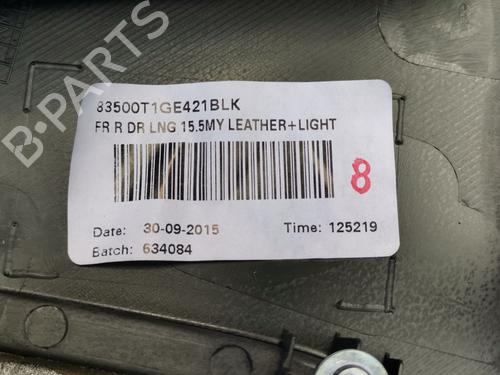 B-PARTS
83500T1GE421BLK
FR R DR LNG 15.5MY LEATHER+LIGHT
8
Date: 30-09-2015 Time: 125219
Batch: 634084